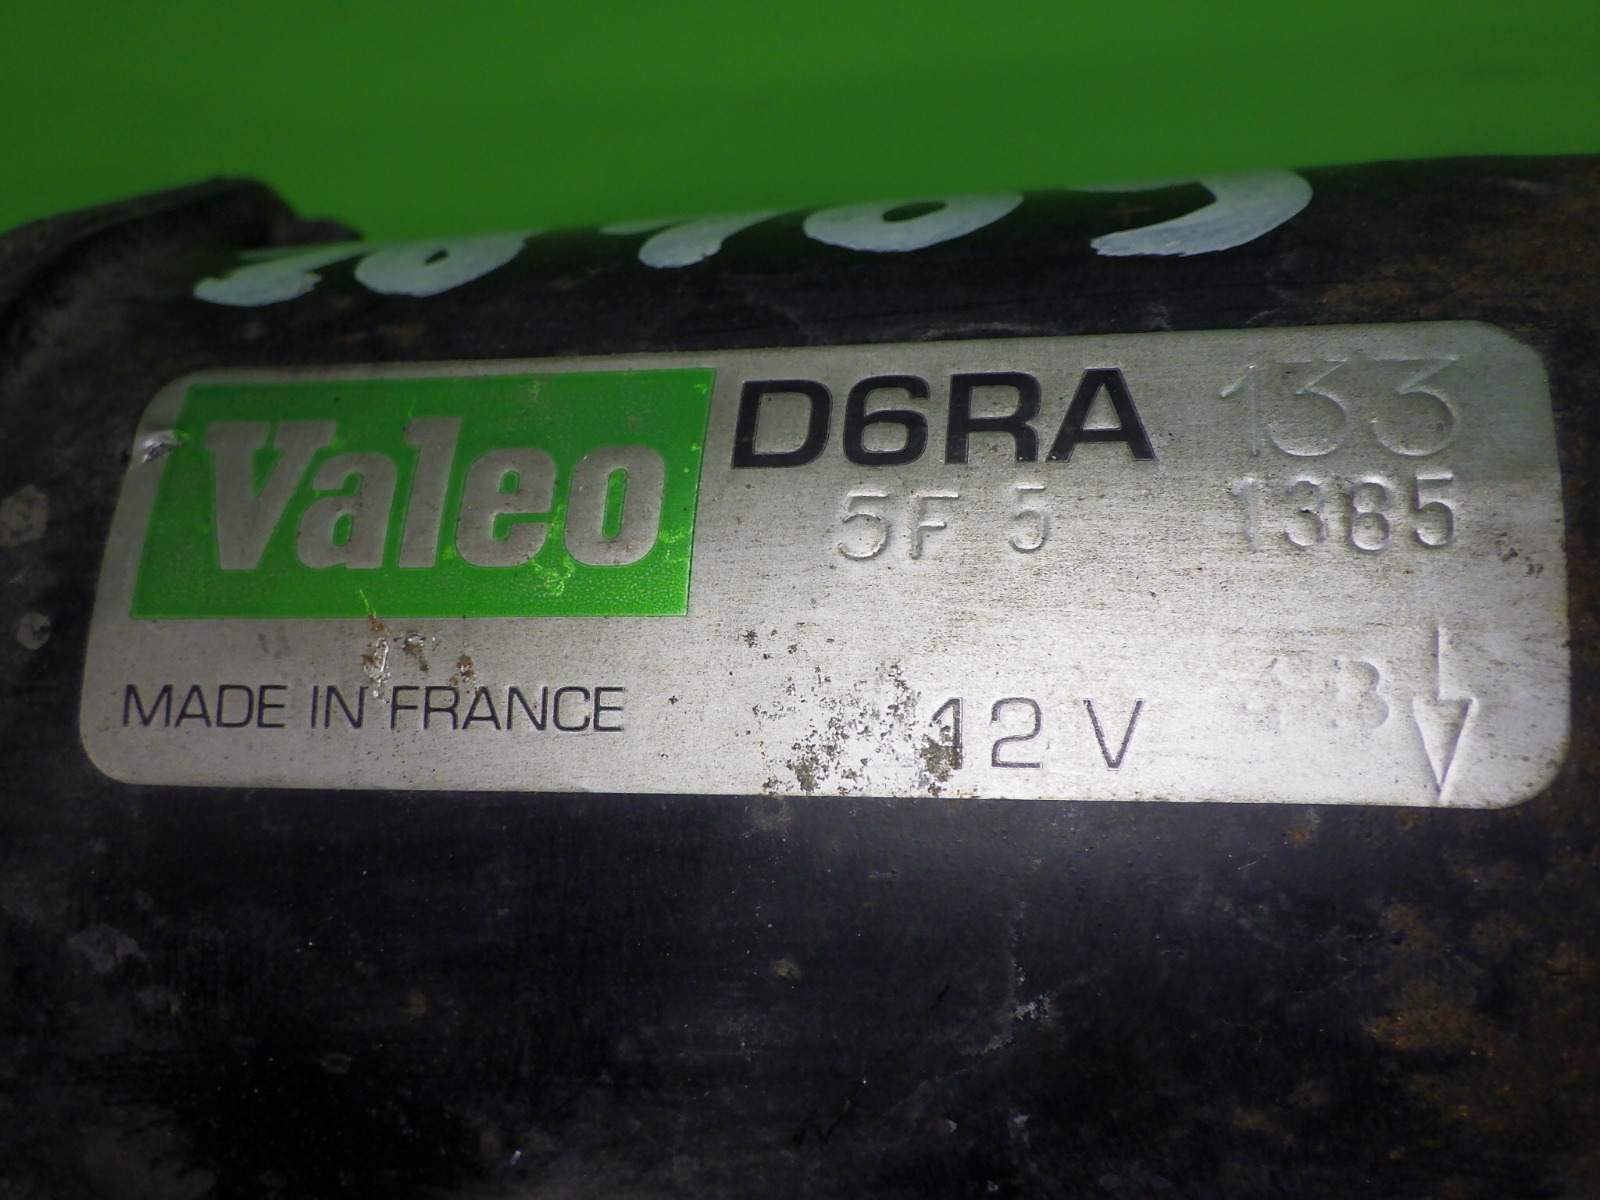 Valeo D6RA 133
5F 5 1385
MADE IN FRANCE 12 V